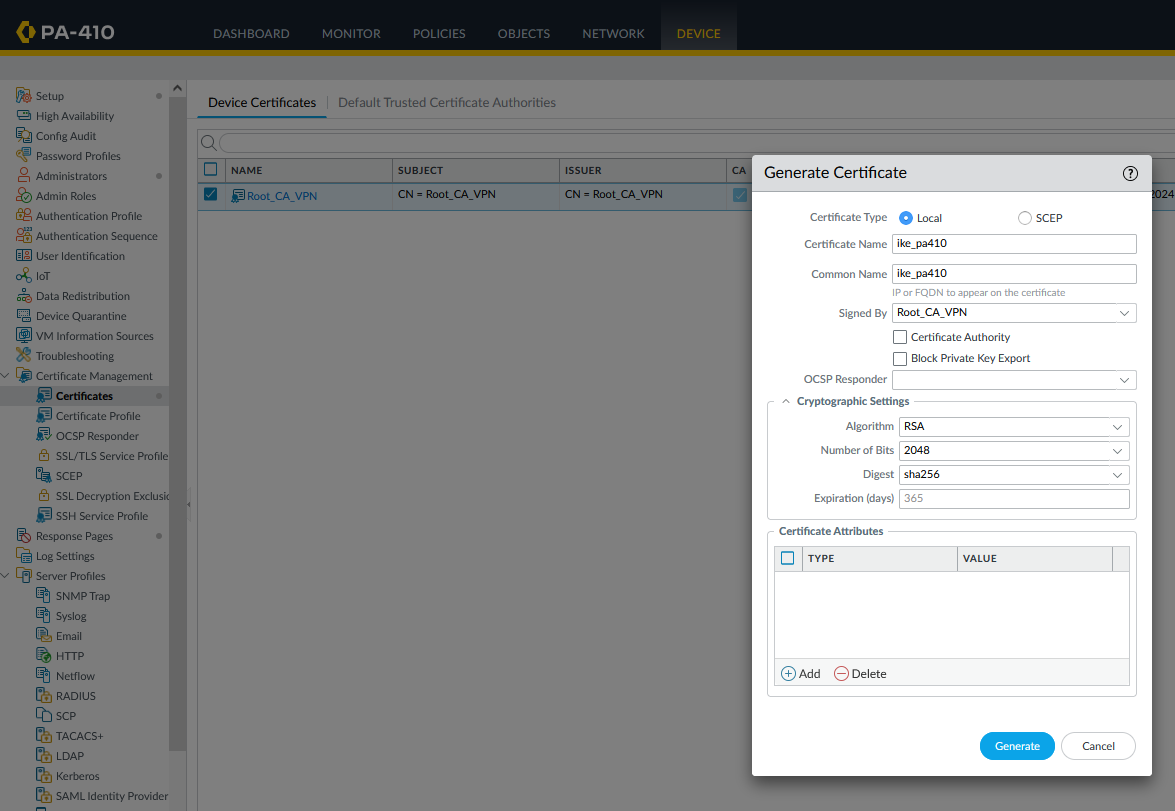 PA-410
DASHBOARD MONITOR POLICIES OBJECTS NETWORK DEVICE
Setup
High Availability
Config Audit
Password Profiles
Administrators
Admin Roles
Authentication Profile
Authentication Sequence
User Identification
IoT
Data Redistribution
Device Quarantine
VM Information Sources
Troubleshooting
Certificate Management
Certificates
Certificate Profile
OCSP Responder
SSL/TLS Service Profile
SCEP
SSL Decryption Exclusio
SSH Service Profile
Response Pages
Log Settings
Server Profiles
SNMP Trap
Syslog
Email
HTTP
Netflow
RADIUS
SCP
TACACS+
LDAP
Kerberos
SAML Identity Provider
Device Certificates Default Trusted Certificate Authorities
NAME SUBJECT ISSUER CA
Root_CA_VPN CN = Root_CA_VPN CN = Root_CA_VPN 2024
Generate Certificate ?
Certificate Type Local SCEP
Certificate Name ike_pa410
Common Name ike_pa410
IP or FQDN to appear on the certificate
Signed By Root_CA_VPN
Certificate Authority
Block Private Key Export
OCSP Responder
Cryptographic Settings
Algorithm RSA
Number of Bits 2048
Digest sha256
Expiration (days) 365
Certificate Attributes
TYPE VALUE
Add Delete
Generate Cancel